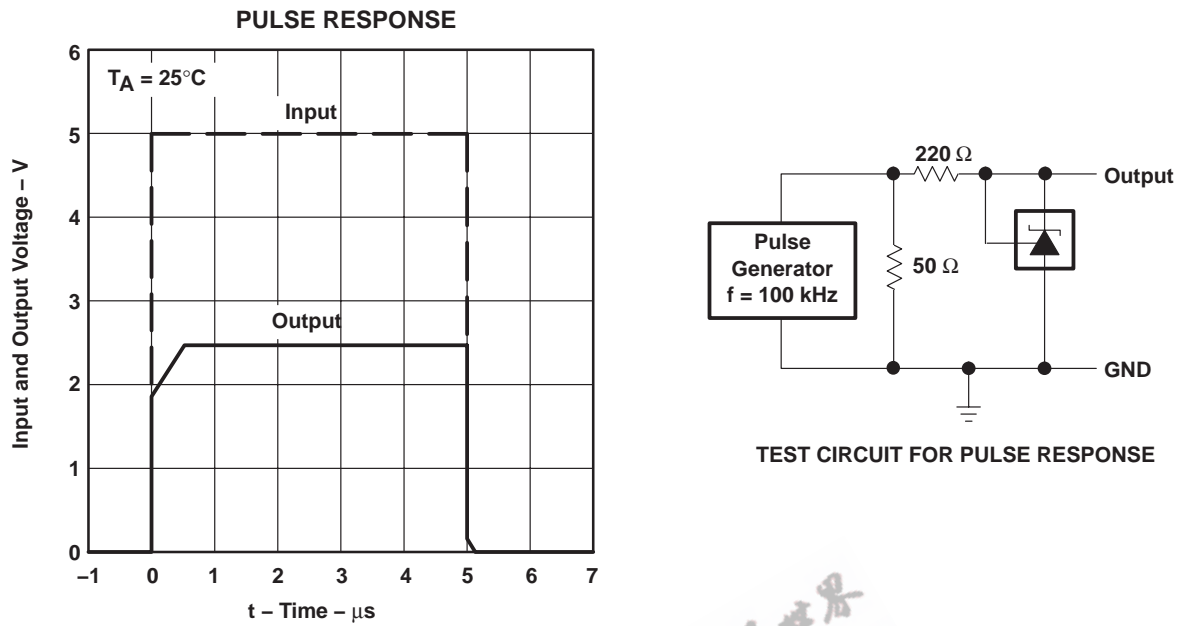 PULSE RESPONSE
6
5
4
3
2
1
0
Input and Output Voltage – V
TA = 25°C
Input
Output
–1 0 1 2 3 4 5 6 7
t – Time – μs
220 Ω
Output
Pulse
Generator
f = 100 kHz
50 Ω
GND
TEST CIRCUIT FOR PULSE RESPONSE